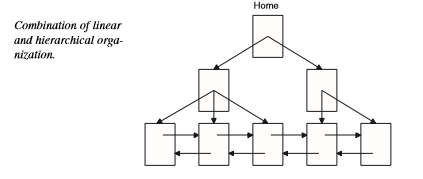 Home
Combination of linear
and hierarchical orga-
nization.